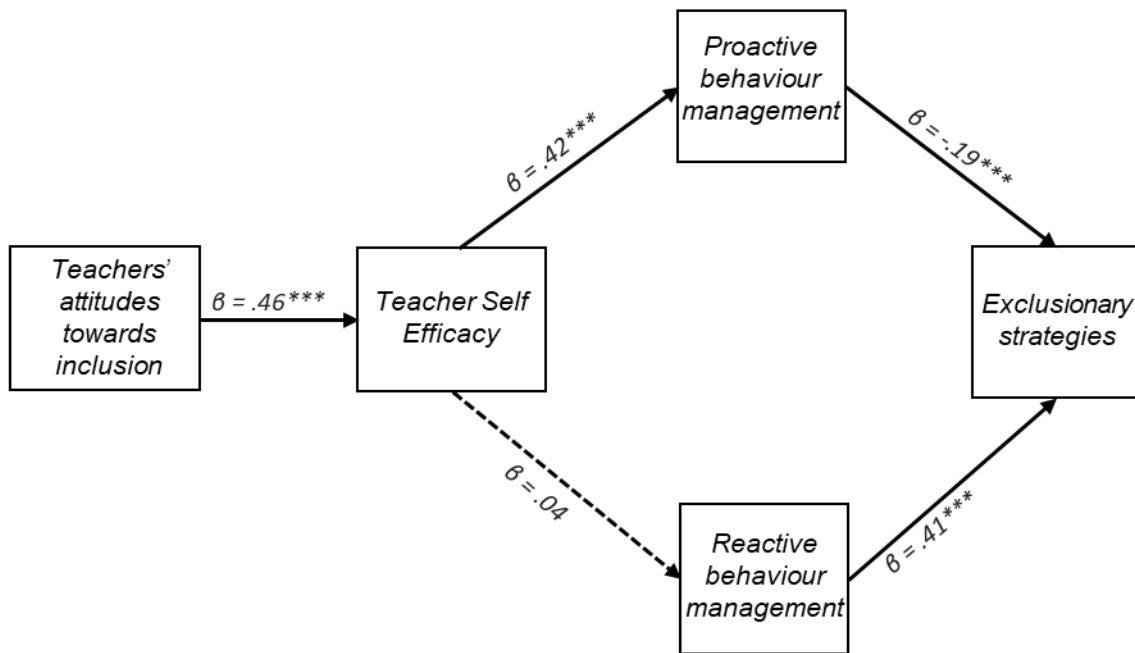 Proactive
behaviour
management
β = .42***
β = -.19***
Teachers’
attitudes
towards
inclusion
β = .46***
Teacher Self
Efficacy
Exclusionary
strategies
β = .04
Reactive
behaviour
management
β = .41***